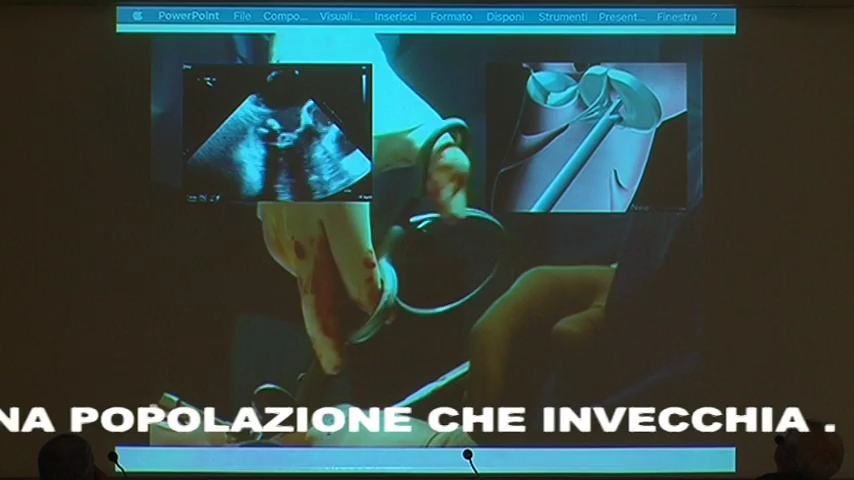 PowerPoint File Compo... Visuali... Inserisci Formato Disponi Strumenti Present... Finestra ?
NA POPOLAZIONE CHE INVECCHIA .